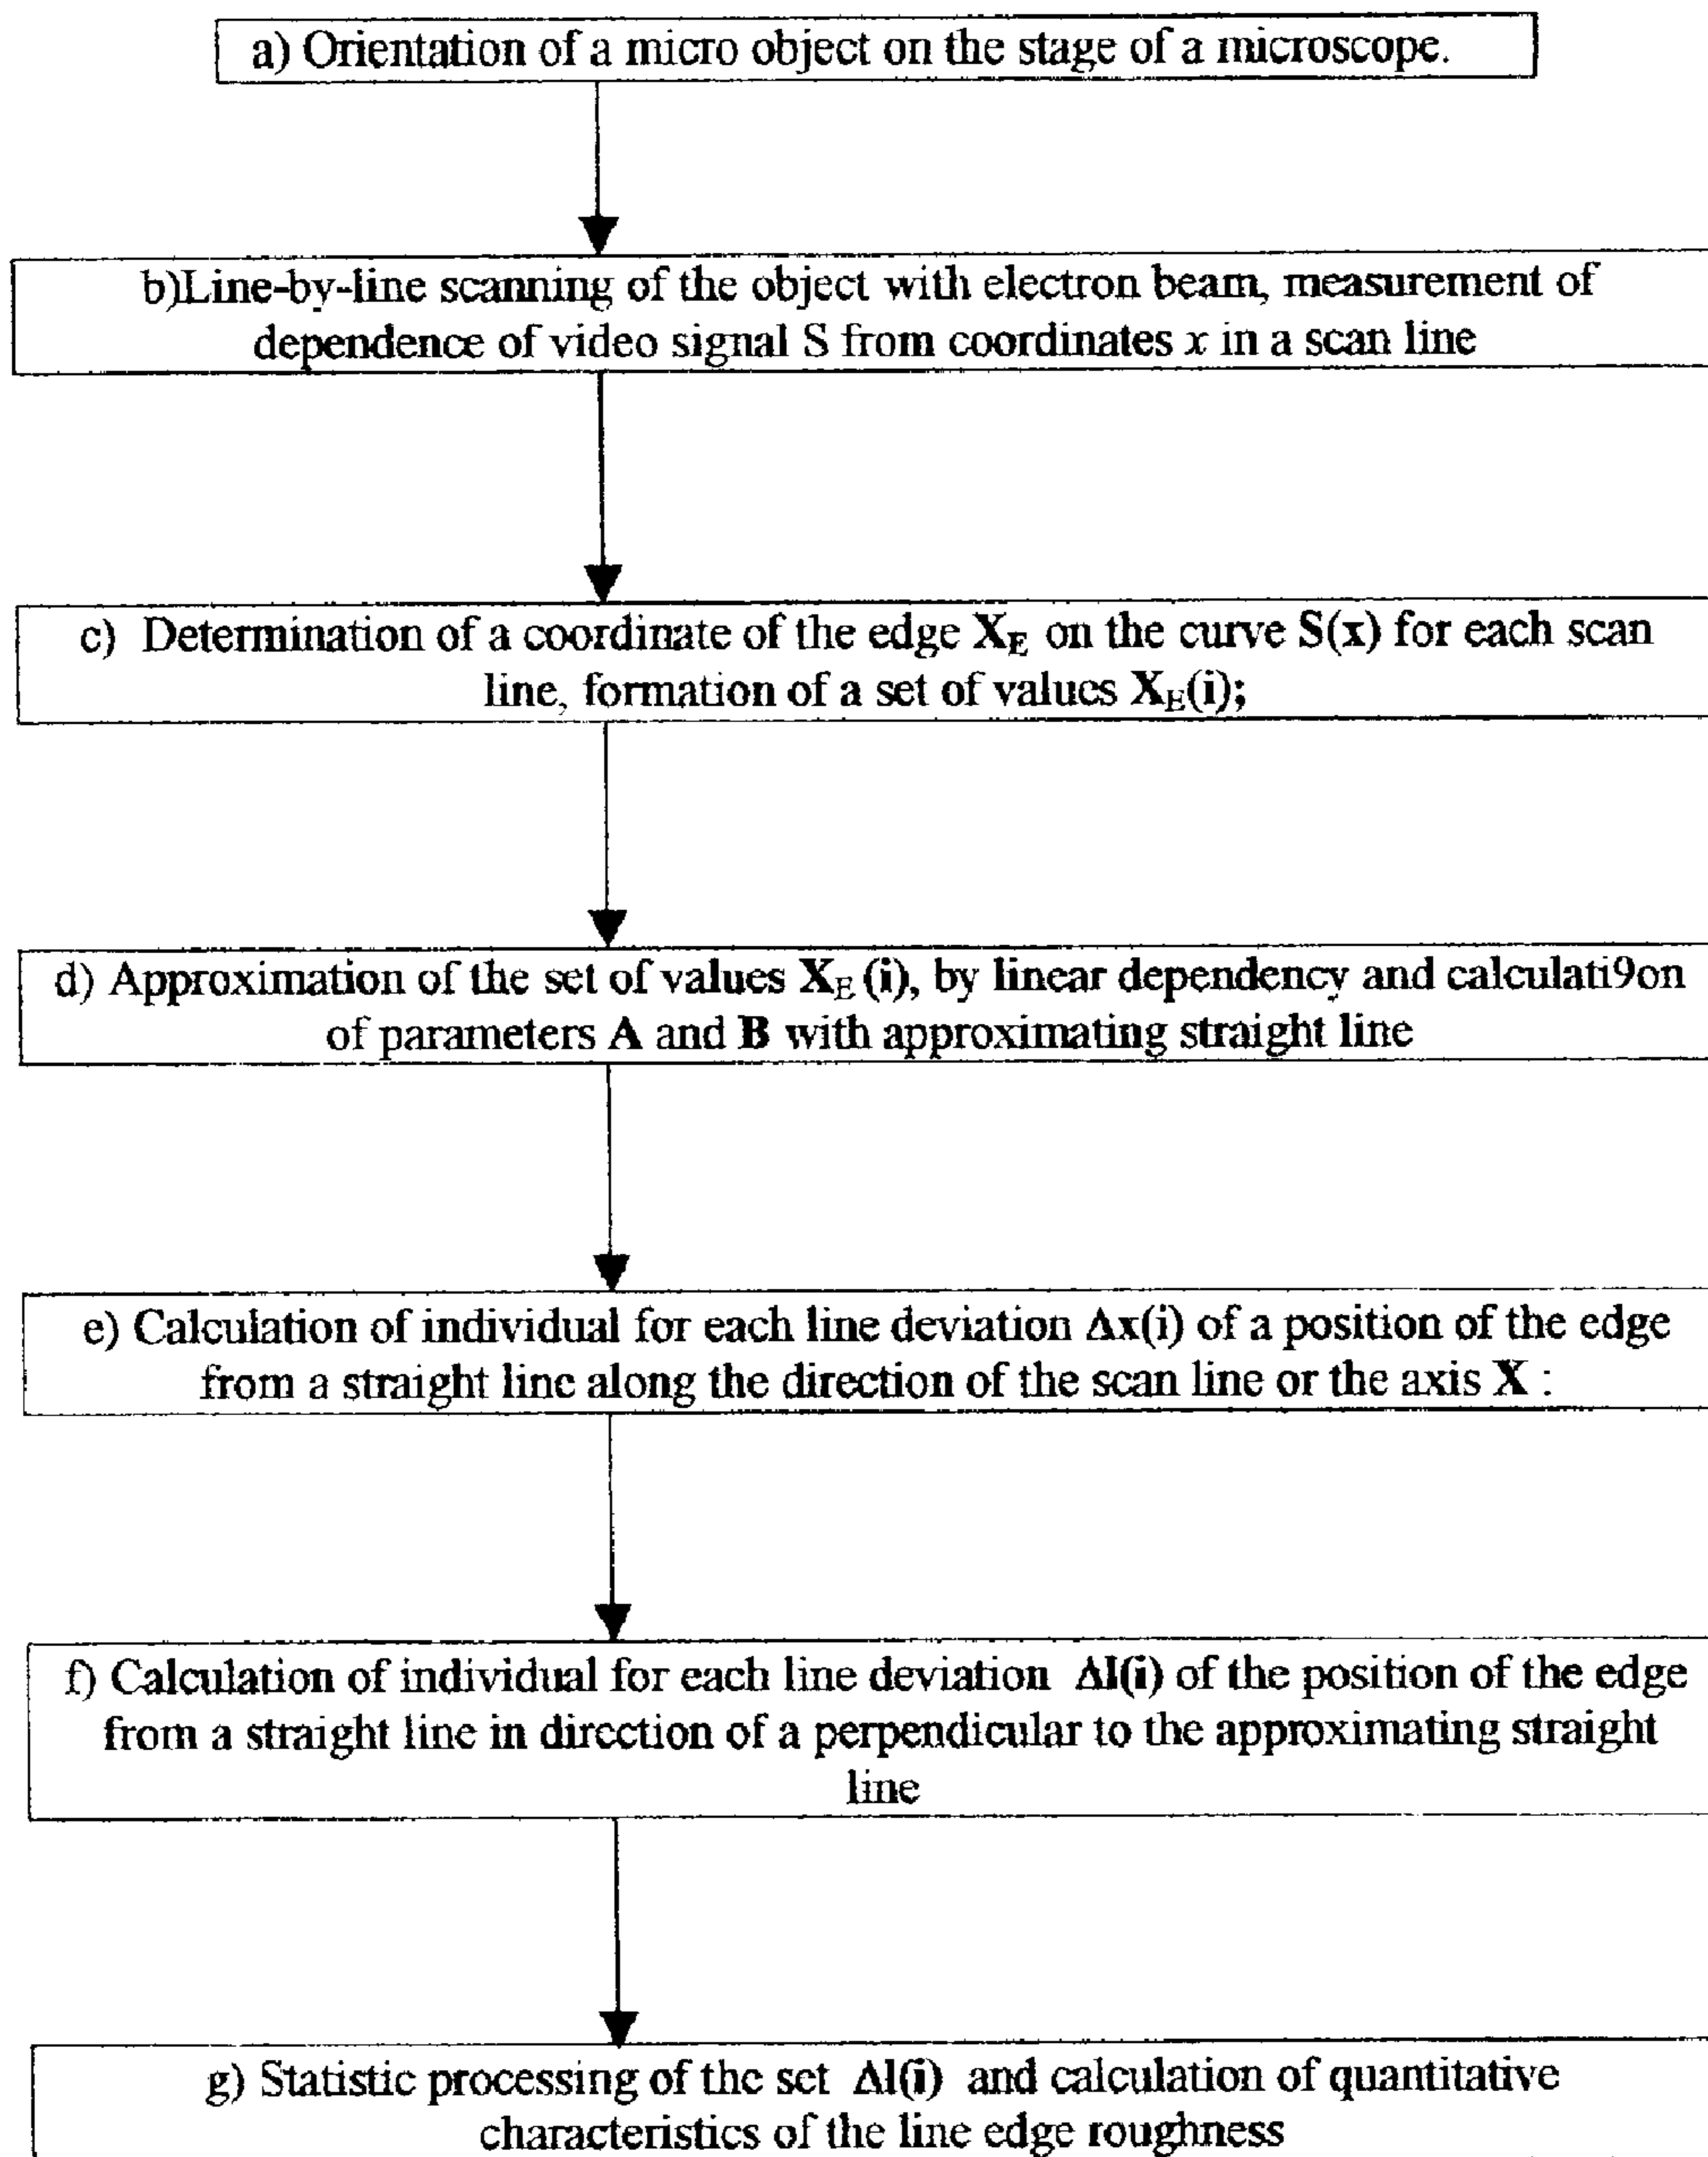 a) Orientation of a micro object on the stage of a microscope.
b)Line-by-line scanning of the object with electron beam, measurement of
dependence of video signal S from coordinates x in a scan line
c) Determination of a coordinate of the edge X_E on the curve S(x) for each scan
line, formation of a set of values X_E(i);
d) Approximation of the set of values X_E (i), by linear dependency and calculati9on
of parameters A and B with approximating straight line
e) Calculation of individual for each line deviation Δx(i) of a position of the edge
from a straight line along the direction of the scan line or the axis X :
f) Calculation of individual for each line deviation Δl(i) of the position of the edge
from a straight line in direction of a perpendicular to the approximating straight
line
g) Statistic processing of the set Δl(i) and calculation of quantitative
characteristics of the line edge roughness